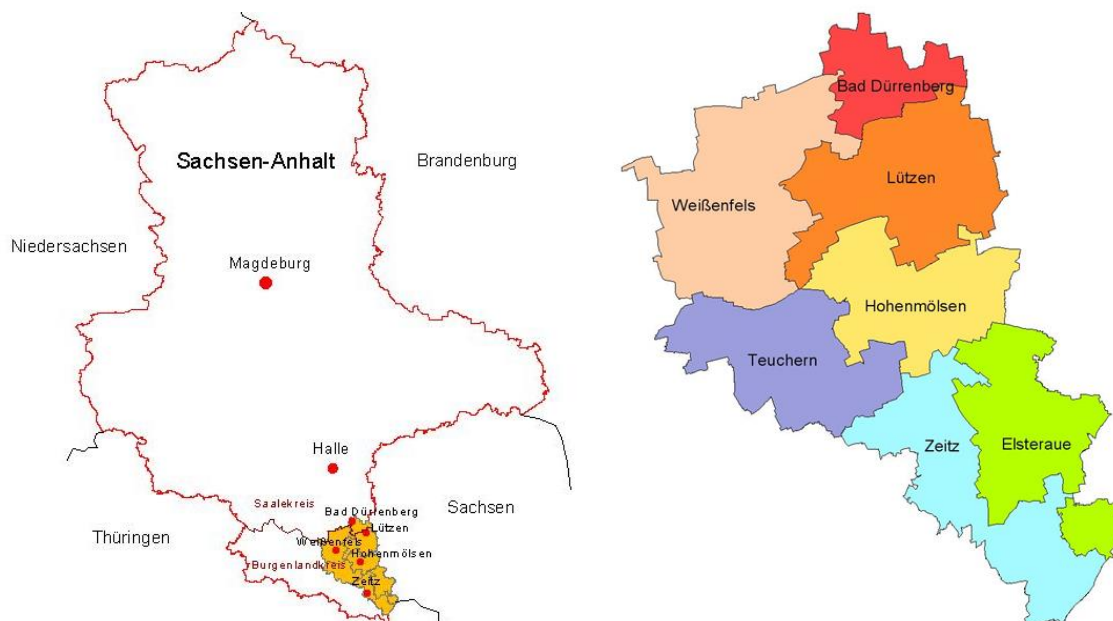 Sachsen-Anhalt
Brandenburg
Niedersachsen
Magdeburg
Halle
Saalekreis
Sachsen
Bad Dürrenberg
Lützen
Thüringen
Weißenfels
Hohenmölsen
Burgenlandkreis
Zeitz
Bad Dürrenberg
Lützen
Weißenfels
Hohenmölsen
Teuchern
Zeitz
Elsteraue